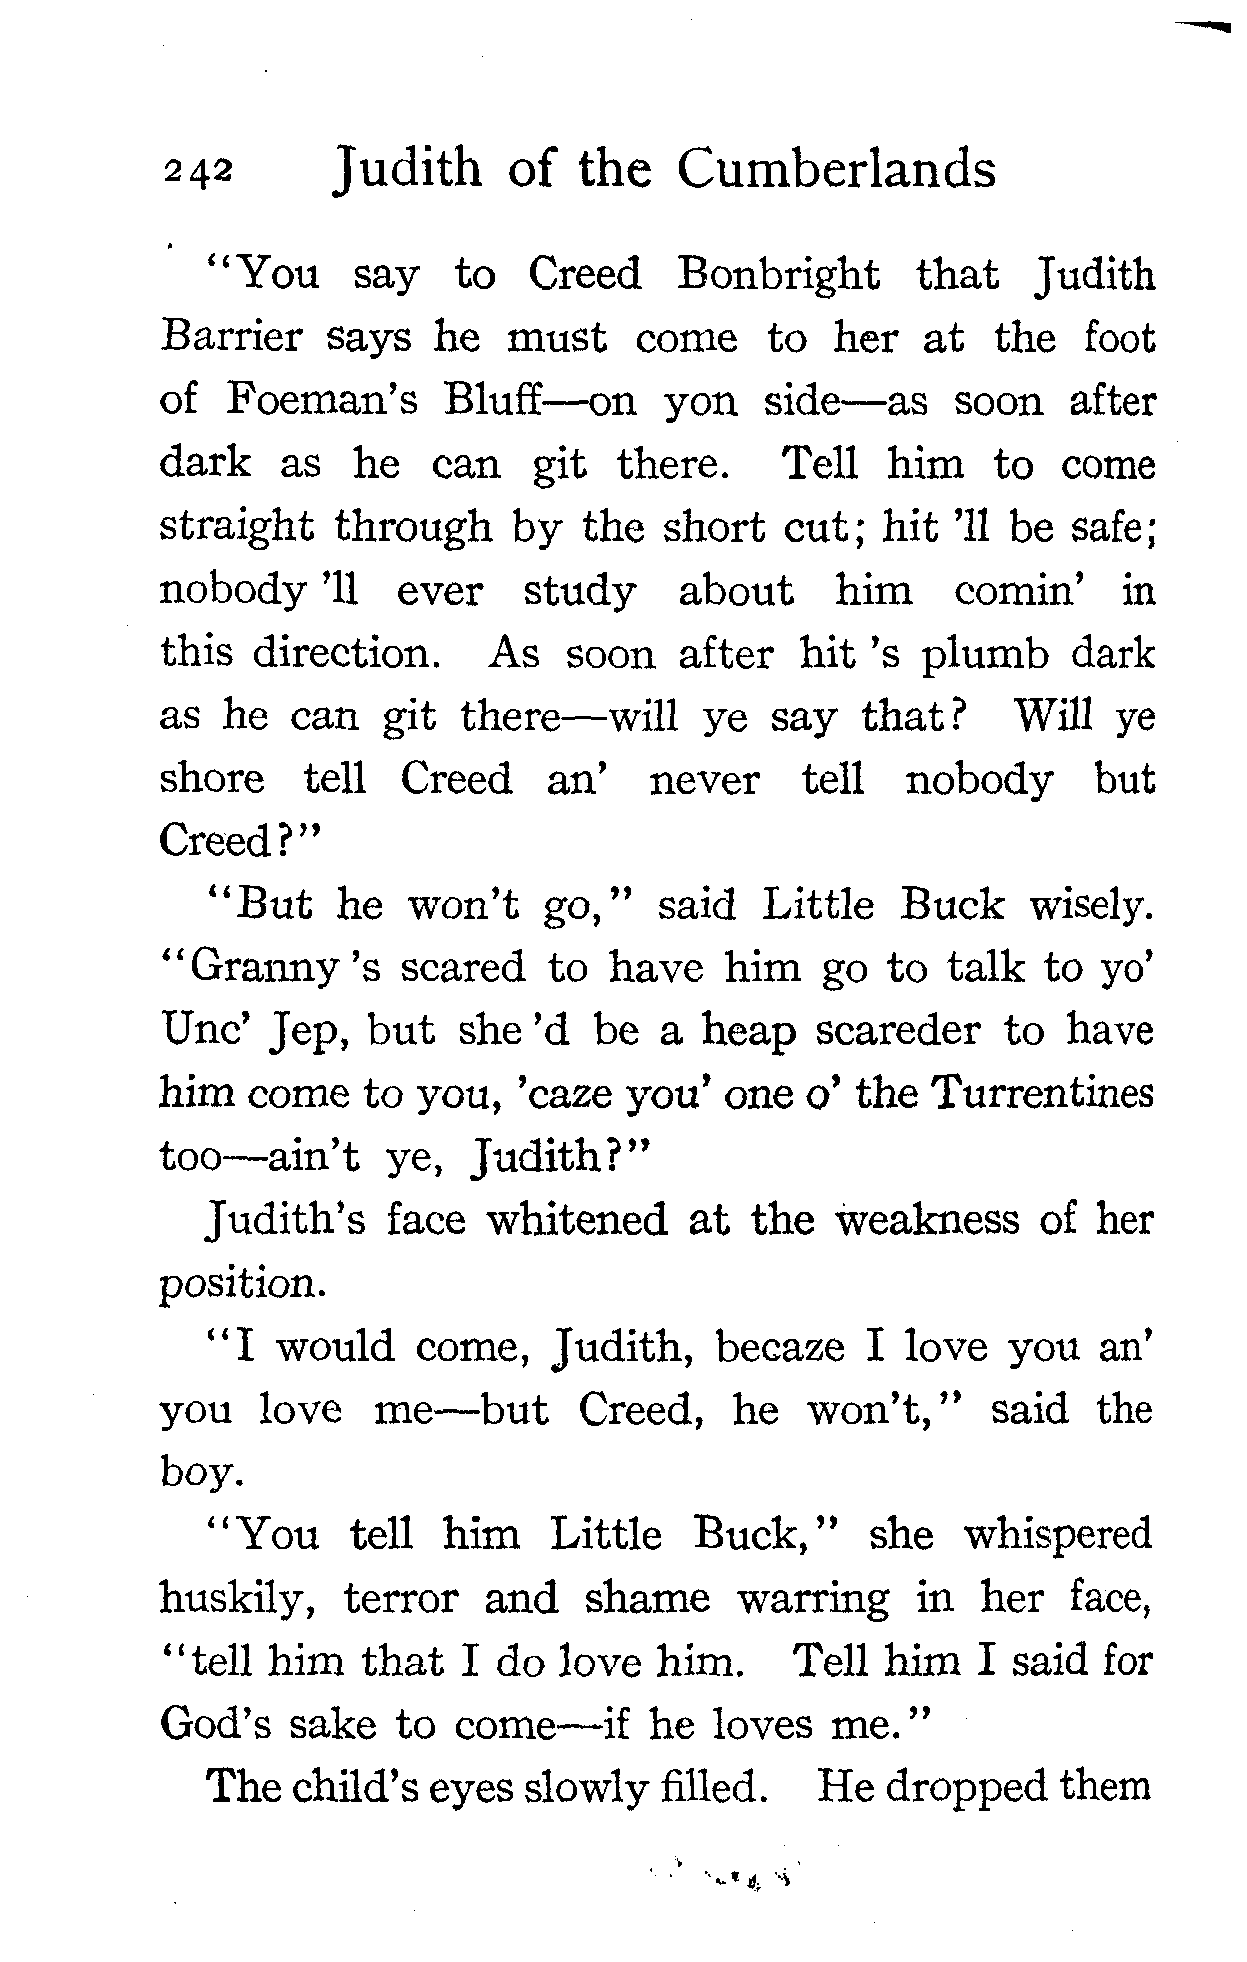 242 Judith of the Cumberlands
"You say to Creed Bonbright that Judith
Barrier says he must come to her at the foot
of Foeman's Bluff—on yon side—as soon after
dark as he can git there. Tell him to come
straight through by the short cut; hit 'll be safe;
nobody 'll ever study about him comin' in
this direction. As soon after hit 's plumb dark
as he can git there—will ye say that? Will ye
shore tell Creed an' never tell nobody but
Creed?"
"But he won't go," said Little Buck wisely.
"Granny 's scared to have him go to talk to yo'
Unc' Jep, but she 'd be a heap scareder to have
him come to you, 'caze you' one o' the Turrentines
too—ain't ye, Judith?"
Judith's face whitened at the weakness of her
position.
"I would come, Judith, becaze I love you an'
you love me—but Creed, he won't," said the
boy.
"You tell him Little Buck," she whispered
huskily, terror and shame warring in her face,
"tell him that I do love him. Tell him I said for
God's sake to come—if he loves me."
The child's eyes slowly filled. He dropped them